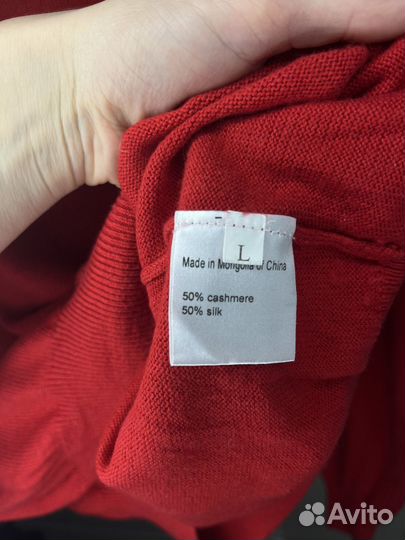 L
Made in Mongolia of China
50% cashmere
50% silk
Avito